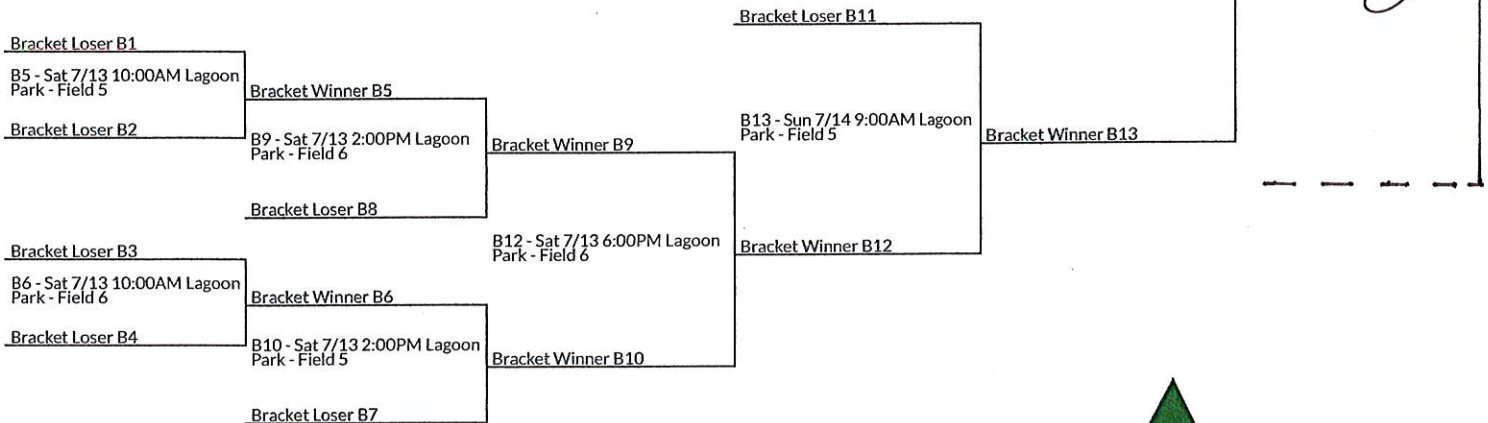 Bracket Loser B11
Bracket Loser B1
B5 - Sat 7/13 10:00AM Lagoon
Park - Field 5
Bracket Winner B5
Bracket Loser B2
B9 - Sat 7/13 2:00PM Lagoon
Park - Field 6
Bracket Winner B9
B13 - Sun 7/14 9:00AM Lagoon
Park - Field 5
Bracket Winner B13
Bracket Loser B8
B12 - Sat 7/13 6:00PM Lagoon
Park - Field 6
Bracket Winner B12
Bracket Loser B3
B6 - Sat 7/13 10:00AM Lagoon
Park - Field 6
Bracket Winner B6
Bracket Loser B4
B10 - Sat 7/13 2:00PM Lagoon
Park - Field 5
Bracket Winner B10
Bracket Loser B7